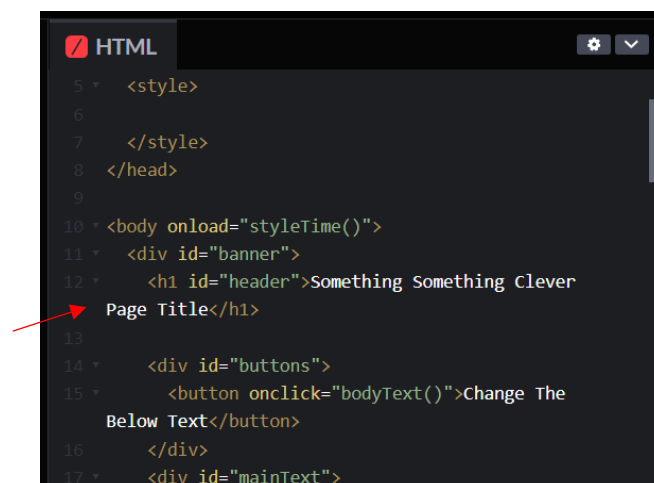 / HTML
5 <style>
6
7 </style>
8 </head>
9
10 <body onload="styleTime()">
11 <div id="banner">
12 <h1 id="header">Something Something Clever
Page Title</h1>
13
14 <div id="buttons">
15 <button onclick="bodyText()">Change The
Below Text</button>
16 </div>
17 <div id="mainText">